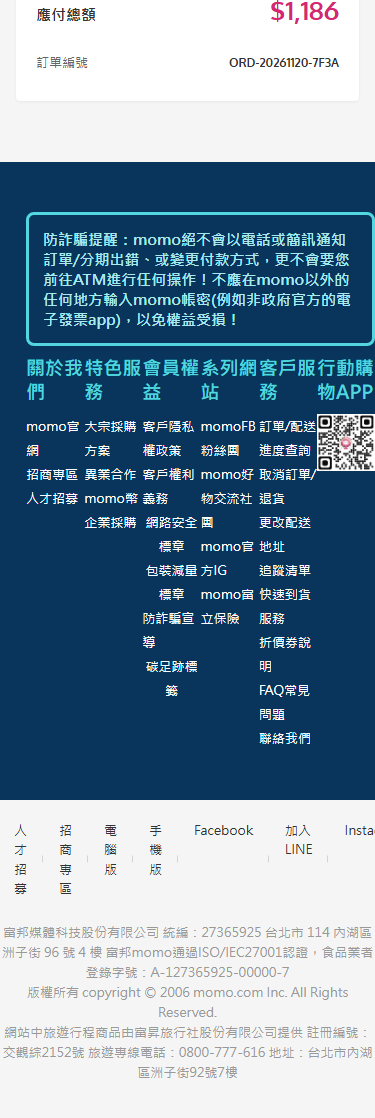 應付總額 $1,186
訂單編號 ORD-20261120-7F3A
防詐騙提醒：momo絕不會以電話或簡訊通知
訂單/分期出錯、或變更付款方式，更不會要您
前往ATM進行任何操作！不應在momo以外的
任何地方輸入momo帳密(例如非政府官方的電
子發票app)，以免權益受損！
關於我
們
momo官
網
招商專區
人才招募
特色服
務
大宗採購
方案
異業合作
momo幣
企業採購
會員權
益
客戶隱私
權政策
客戶權利
義務
網路安全
標章
包裝減量
標章
防詐騙宣
導
碳足跡標
籤
系列網
站
momoFB
粉絲團
momo好
物交流社
團
momo官
方IG
momo富
立保險
客戶服
務
訂單/配送
進度查詢
取消訂單/
退貨
更改配送
地址
追蹤清單
快速到貨
服務
折價券說
明
FAQ常見
問題
聯絡我們
行動購
物APP
人
才
招
募
招
商
專
區
電
腦
版
手
機
版
Facebook
加入
LINE
Insta
富邦媒體科技股份有限公司 統編：27365925 台北市 114 內湖區
洲子街 96 號 4 樓 富邦momo通過ISO/IEC27001認證，食品業者
登錄字號：A-127365925-00000-7
版權所有 copyright © 2006 momo.com Inc. All Rights
Reserved.
網站中旅遊行程商品由富昇旅行社股份有限公司提供 註冊編號：
交觀綜2152號 旅遊專線電話：0800-777-616 地址：台北市內湖
區洲子街92號7樓